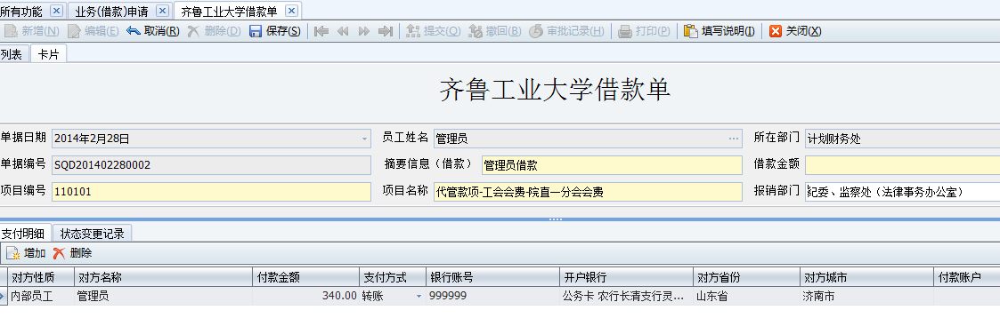 所有功能 业务(借款)申请 齐鲁工业大学借款单
新增(N) 编辑(E) 取消(R) 删除(D) 保存(S) 提交(Q) 撤回(B) 审批记录(H) 打印(P) 填写说明(I) 关闭(X)
列表 卡片
齐鲁工业大学借款单
单据日期 2014年2月28日 员工姓名 管理员 所在部门 计划财务处
单据编号 SQD201402280002 摘要信息（借款） 管理员借款 借款金额
项目编号 110101 项目名称 代管款项-工会会费-院直一分会会费 报销部门 纪委、监察处（法律事务办公室）
支付明细 状态变更记录
增加 删除
对方性质 对方名称 付款金额 支付方式 银行账号 开户银行 对方省份 对方城市 付款账户
内部员工 管理员 340.00 转账 999999 公务卡 农行长清支行灵... 山东省 济南市